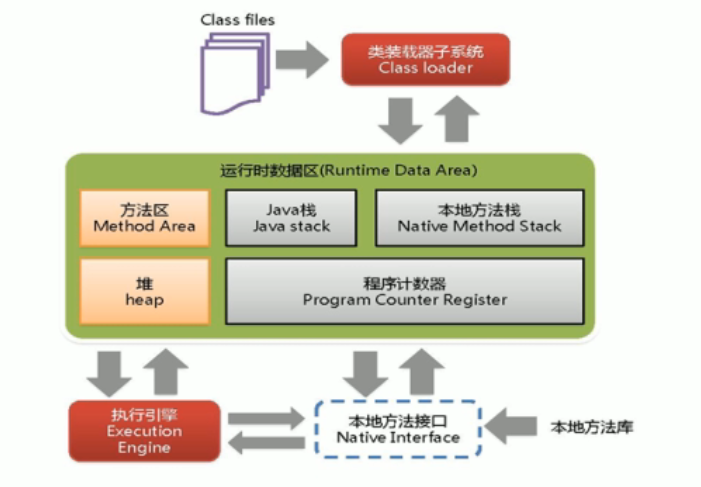 Class files
类装载器子系统
Class loader
运行时数据区(Runtime Data Area)
方法区
Method Area
Java栈
Java stack
本地方法栈
Native Method Stack
堆
heap
程序计数器
Program Counter Register
执行引擎
Execution
Engine
本地方法接口
Native Interface
本地方法库